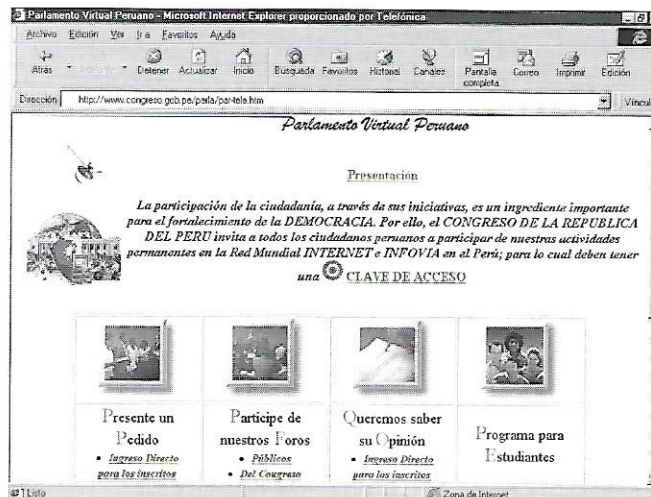 Parlamento Virtual Peruano - Microsoft Internet Explorer proporcionado por Telefónica
Archivo Edición Ver Ir a Favoritos Ayuda
Atrás Detener Actualizar Inicio Búsqueda Favoritos Historial Canales Pantalla completa Correo Imprimir Edición
Dirección http://www.congreso.gob.pe/parla/par-tele.htm Víncul
Parlamento Virtual Peruano
Presentación
La participación de la ciudadanía, a través de sus iniciativas, es un ingrediente importante
para el fortalecimiento de la DEMOCRACIA. Por ello, el CONGRESO DE LA REPUBLICA
DEL PERU invita a todos los ciudadanos peruanos a participar de nuestras actividades
permanentes en la Red Mundial INTERNET e INFOVIA en el Perú; para lo cual deben tener
una CLAVE DE ACCESO
Presente un
Pedido
• Ingreso Directo
para los inscritos
Participe de
nuestros Foros
• Públicos
• Del Congreso
Queremos saber
su Opinión
• Ingreso Directo
para los inscritos
Programa para
Estudiantes
Listo Zona de Internet